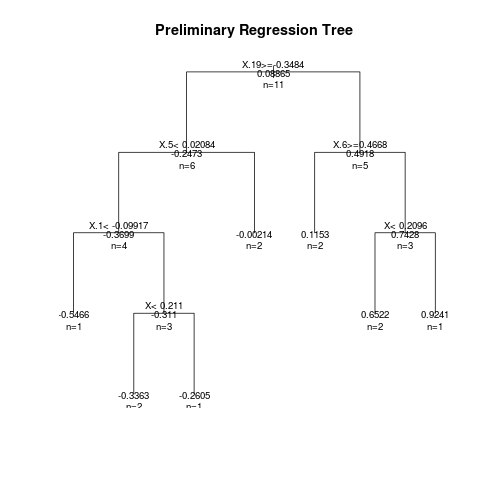 Preliminary Regression Tree
X.19>=-0.3484
0.08865
n=11
X.5< 0.02084
-0.2473
n=6
X.6>=0.4668
0.4918
n=5
X.1< -0.09917
-0.3699
n=4
-0.00214
n=2
0.1153
n=2
X< 0.2096
0.7428
n=3
-0.5466
n=1
X< 0.211
-0.311
n=3
0.6522
n=2
0.9241
n=1
-0.3363
n=2
-0.2605
n=1